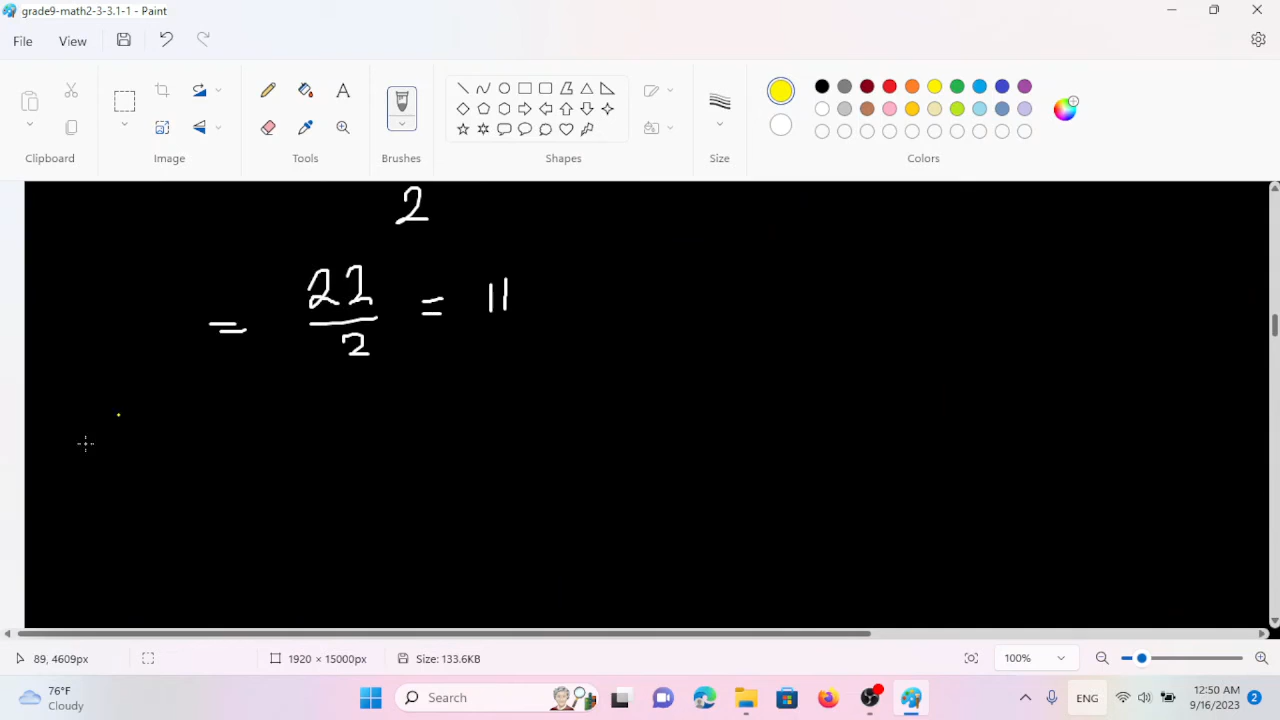 grade9-math2-3-3.1-1 - Paint
File View
Clipboard Image Tools Brushes Shapes Size Colors
2
= 22/2 = 11
89, 4609px 1920 × 15000px Size: 133.6KB 100%
76°F
Cloudy
Search
ENG
12:50 AM
9/16/2023
2